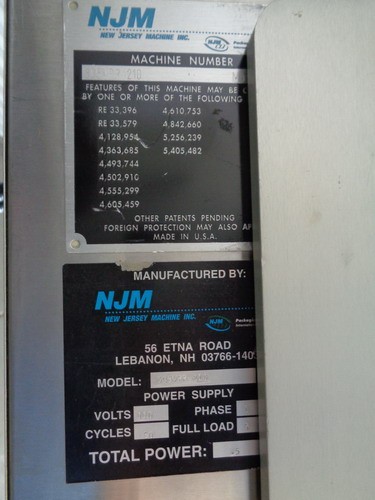 NJM
NEW JERSEY MACHINE INC.
NJM
CLI
MACHINE NUMBER
FEATURES OF THIS MACHINE MAY BE
BY ONE OR MORE OF THE FOLLOWING
RE 33,396 4,610,753
RE 33,579 4,842,660
4,128,954 5,256,239
4,363,685 5,405,482
4,493,744
4,502,910
4,555,299
4,605,459
OTHER PATENTS PENDING
FOREIGN PROTECTION MAY ALSO
MADE IN U.S.A.
MANUFACTURED BY:
NJM
NEW JERSEY MACHINE INC.
NJM
56 ETNA ROAD
LEBANON, NH 03766-140
MODEL:
POWER SUPPLY
VOLTS PHASE
CYCLES FULL LOAD
TOTAL POWER: 45